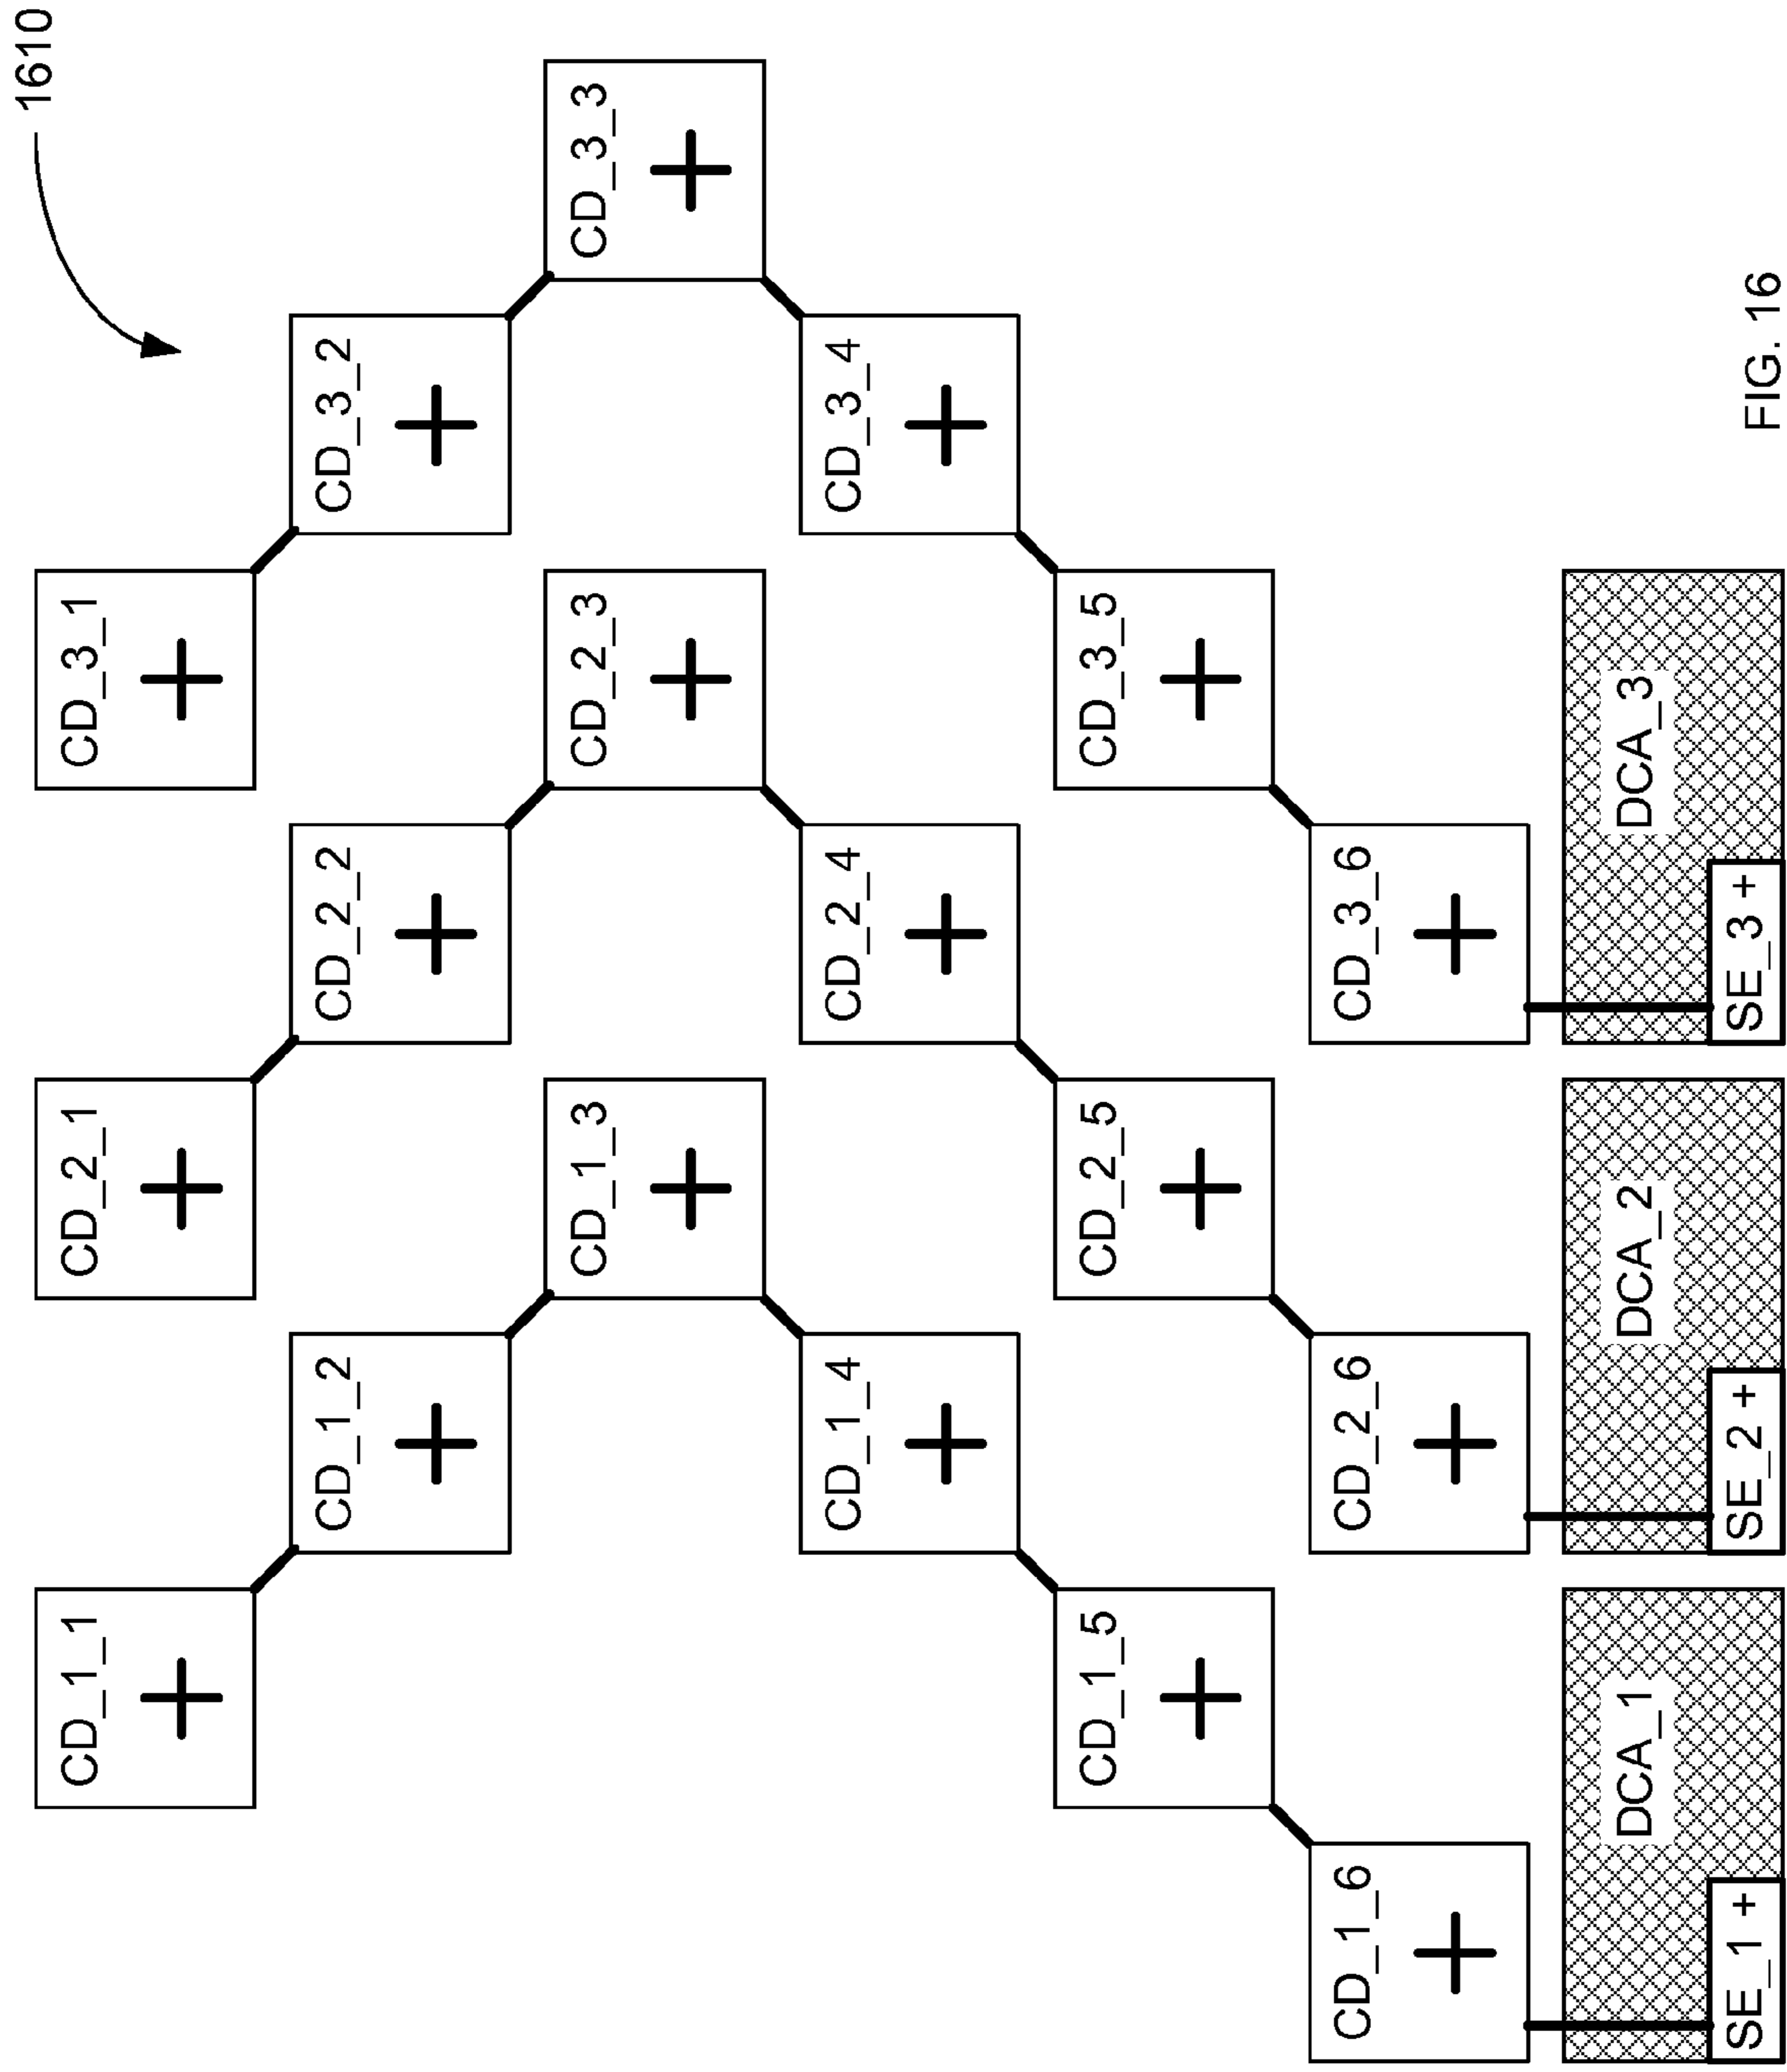 1610
CD_1_1
CD_2_1
CD_3_1
CD_1_2
CD_2_2
CD_3_2
CD_1_3
CD_2_3
CD_3_3
CD_1_4
CD_2_4
CD_3_4
CD_1_5
CD_2_5
CD_3_5
CD_1_6
CD_2_6
CD_3_6
DCA_1
DCA_2
DCA_3
SE_1 +
SE_2 +
SE_3 +
FIG. 16